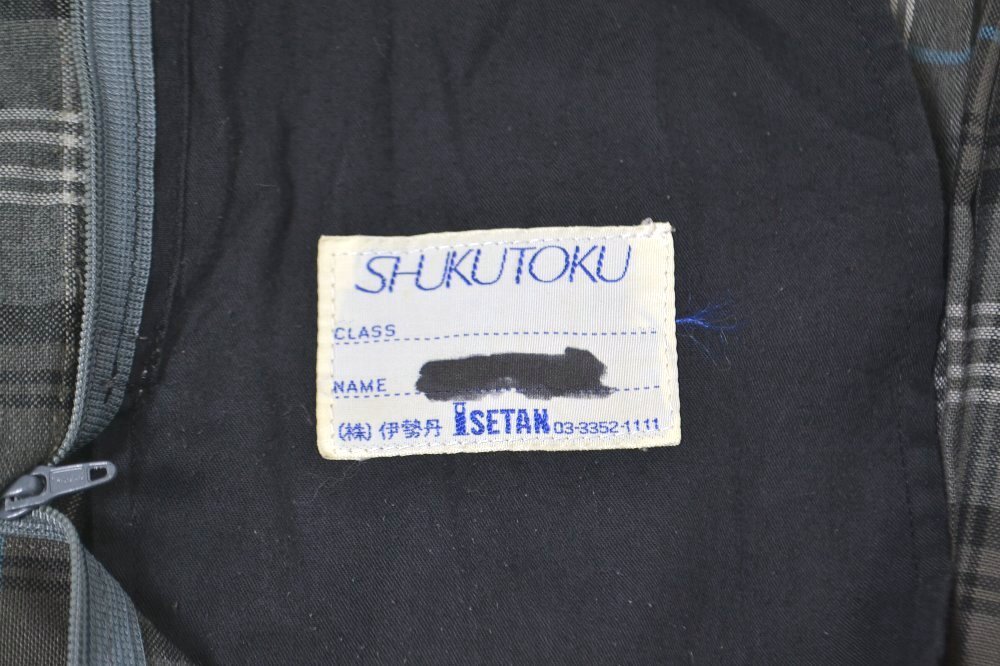 SHUKUTOKU
CLASS
NAME
(株) 伊勢丹 ISETAN 03-3352-1111